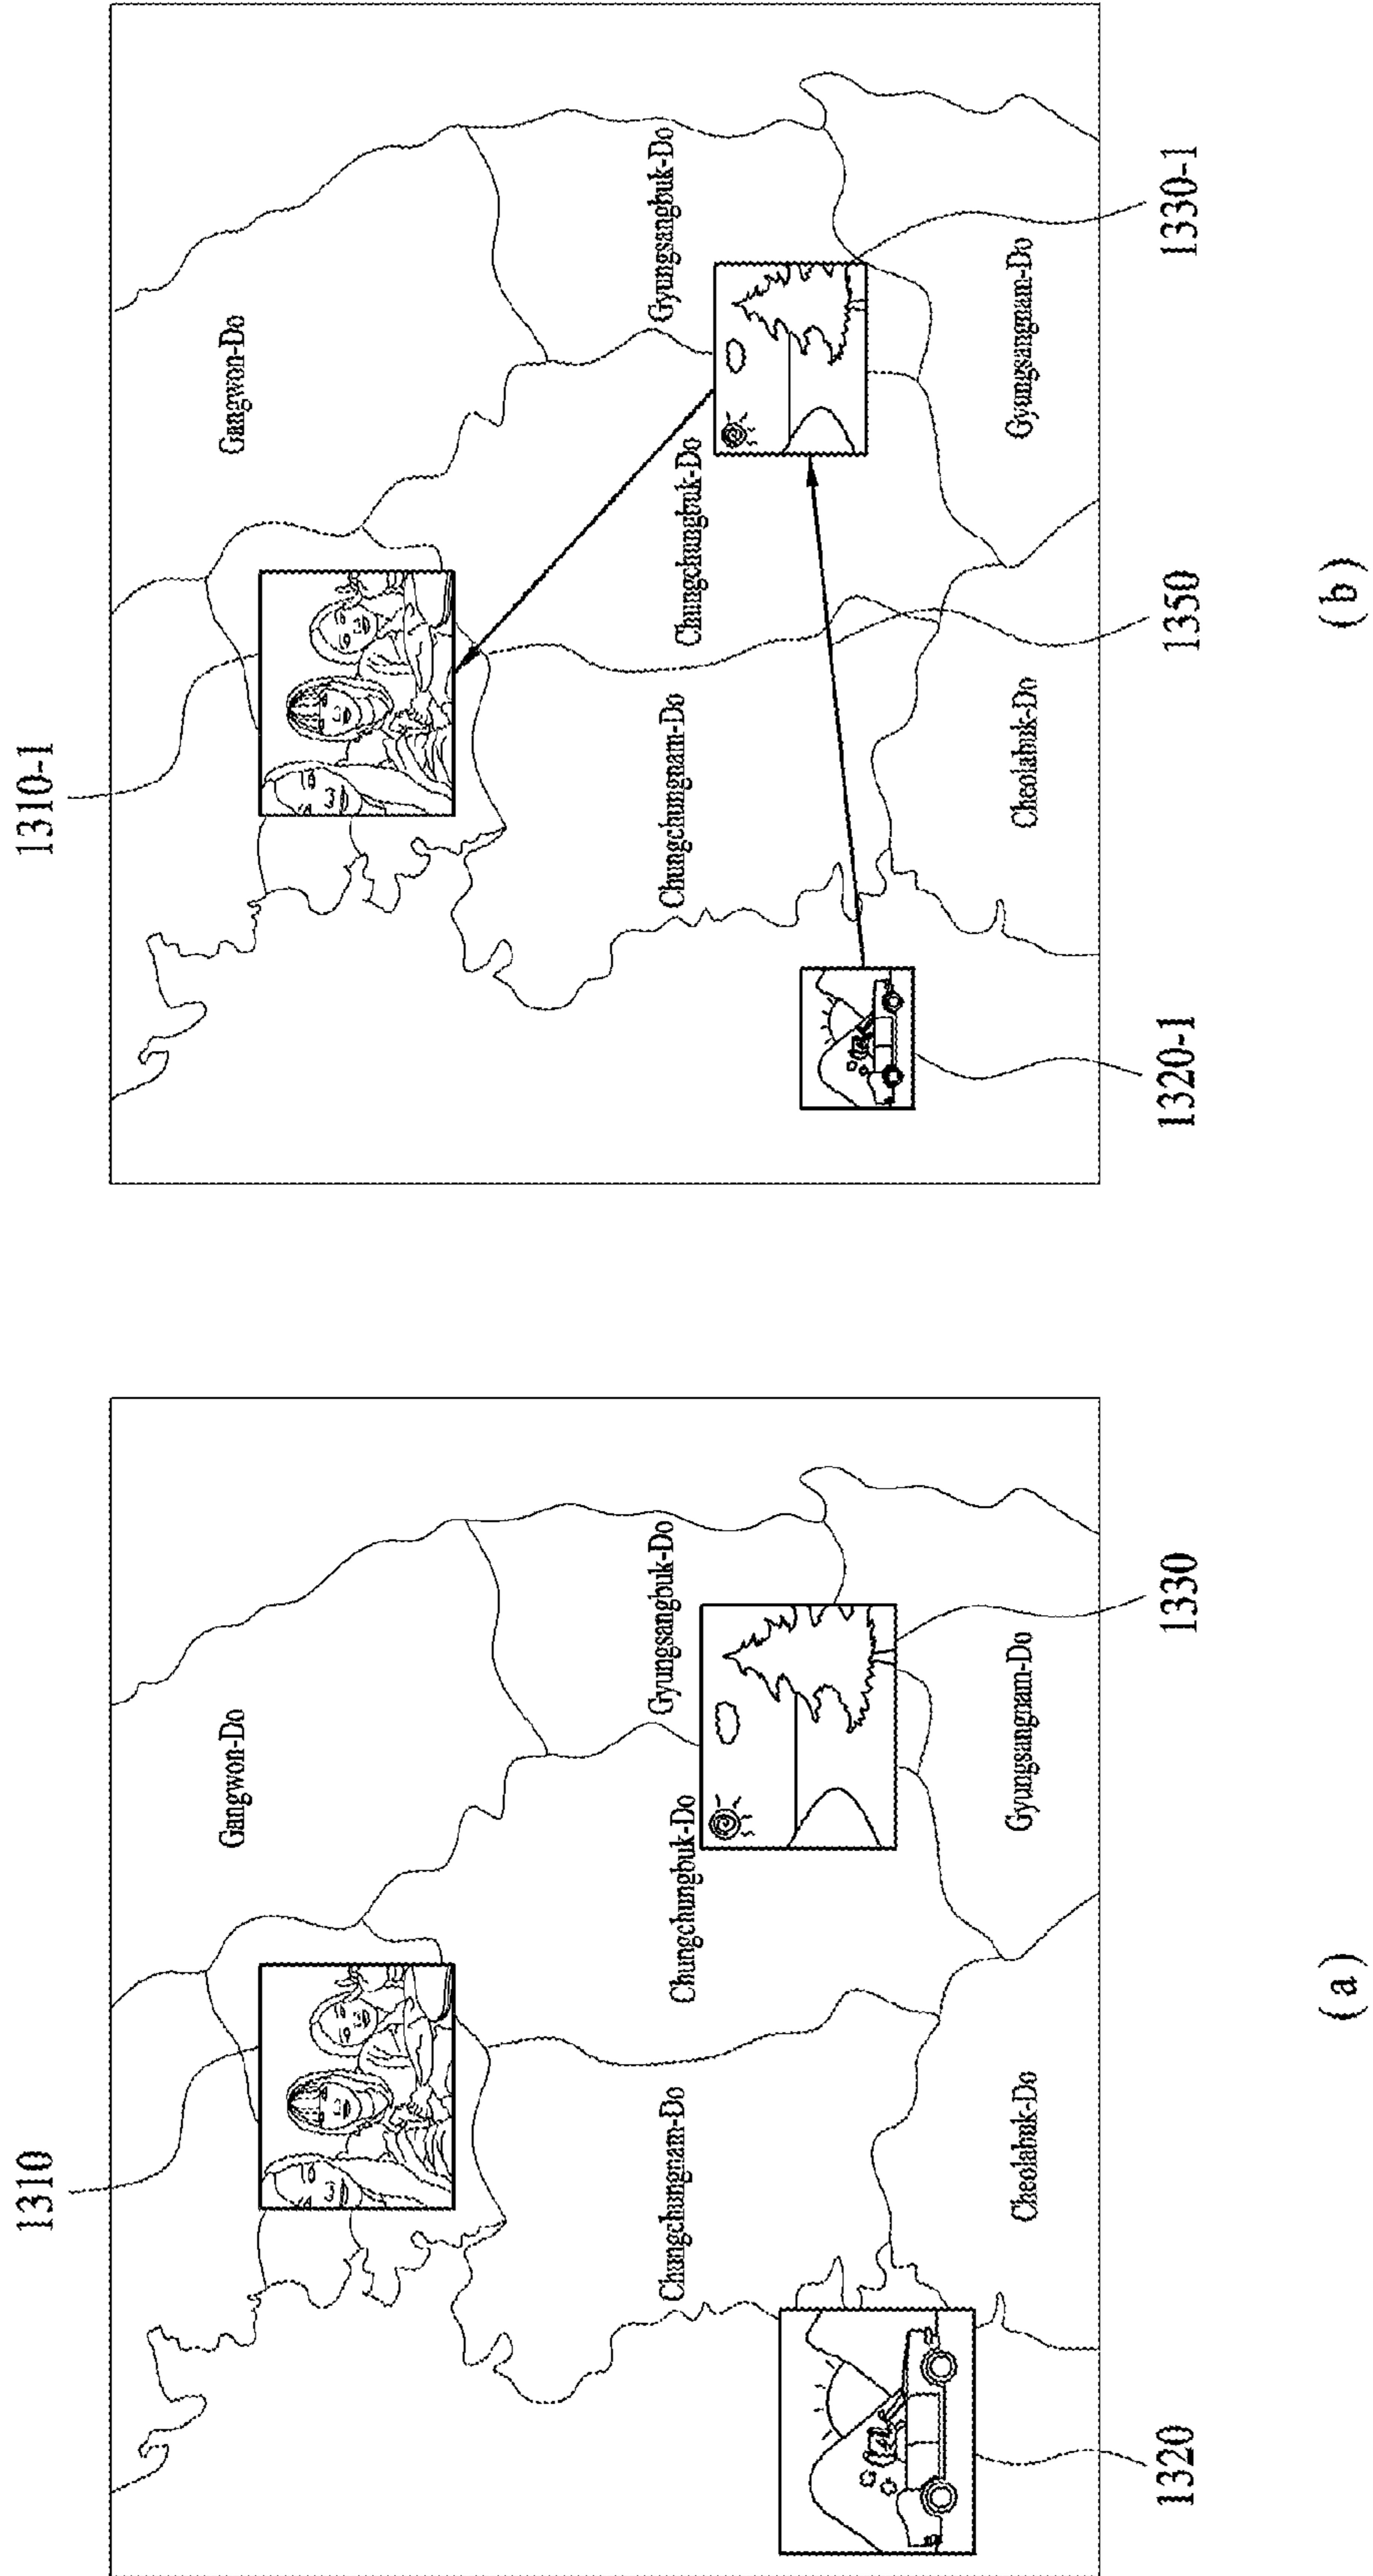 1310
Gangwon-Do
Gyungsangbuk-Do
Chungchungbuk-Do
Chungchungnam-Do
Cheolabuk-Do
Gyungsangnam-Do
1320
1330
(a)
1310-1
Gangwon-Do
Gyungsangbuk-Do
Chungchungbuk-Do
Chungchungnam-Do
Cheolabuk-Do
Gyungsangnam-Do
1320-1
1350
1330-1
(b)